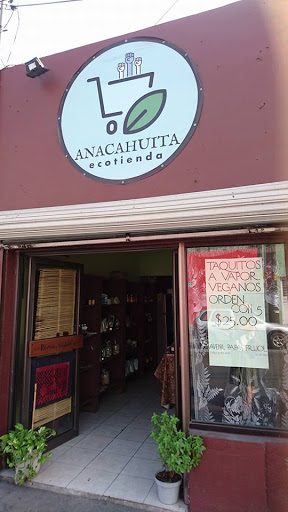 ANACAHUITA
ecotienda
TAQUITOS
A VAPOR
VEGANOS
ORDEN
CON 5
$25.00